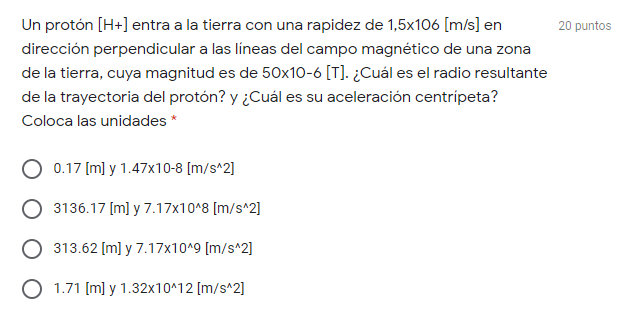 Un protón [H+] entra a la tierra con una rapidez de 1,5x106 [m/s] en
20 puntos
dirección perpendicular a las líneas del campo magnético de una zona
de la tierra, cuya magnitud es de 50x10-6 [T]. ¿Cuál es el radio resultante
de la trayectoria del protón? y ¿Cuál es su aceleración centrípeta?
Coloca las unidades *
0.17 [m] y 1.47x10-8 [m/s^2]
3136.17 [m] y 7.17x10^8 [m/s^2]
313.62 [m] y 7.17x10^9 [m/s^2]
1.71 [m] y 1.32x10^12 [m/s^2]